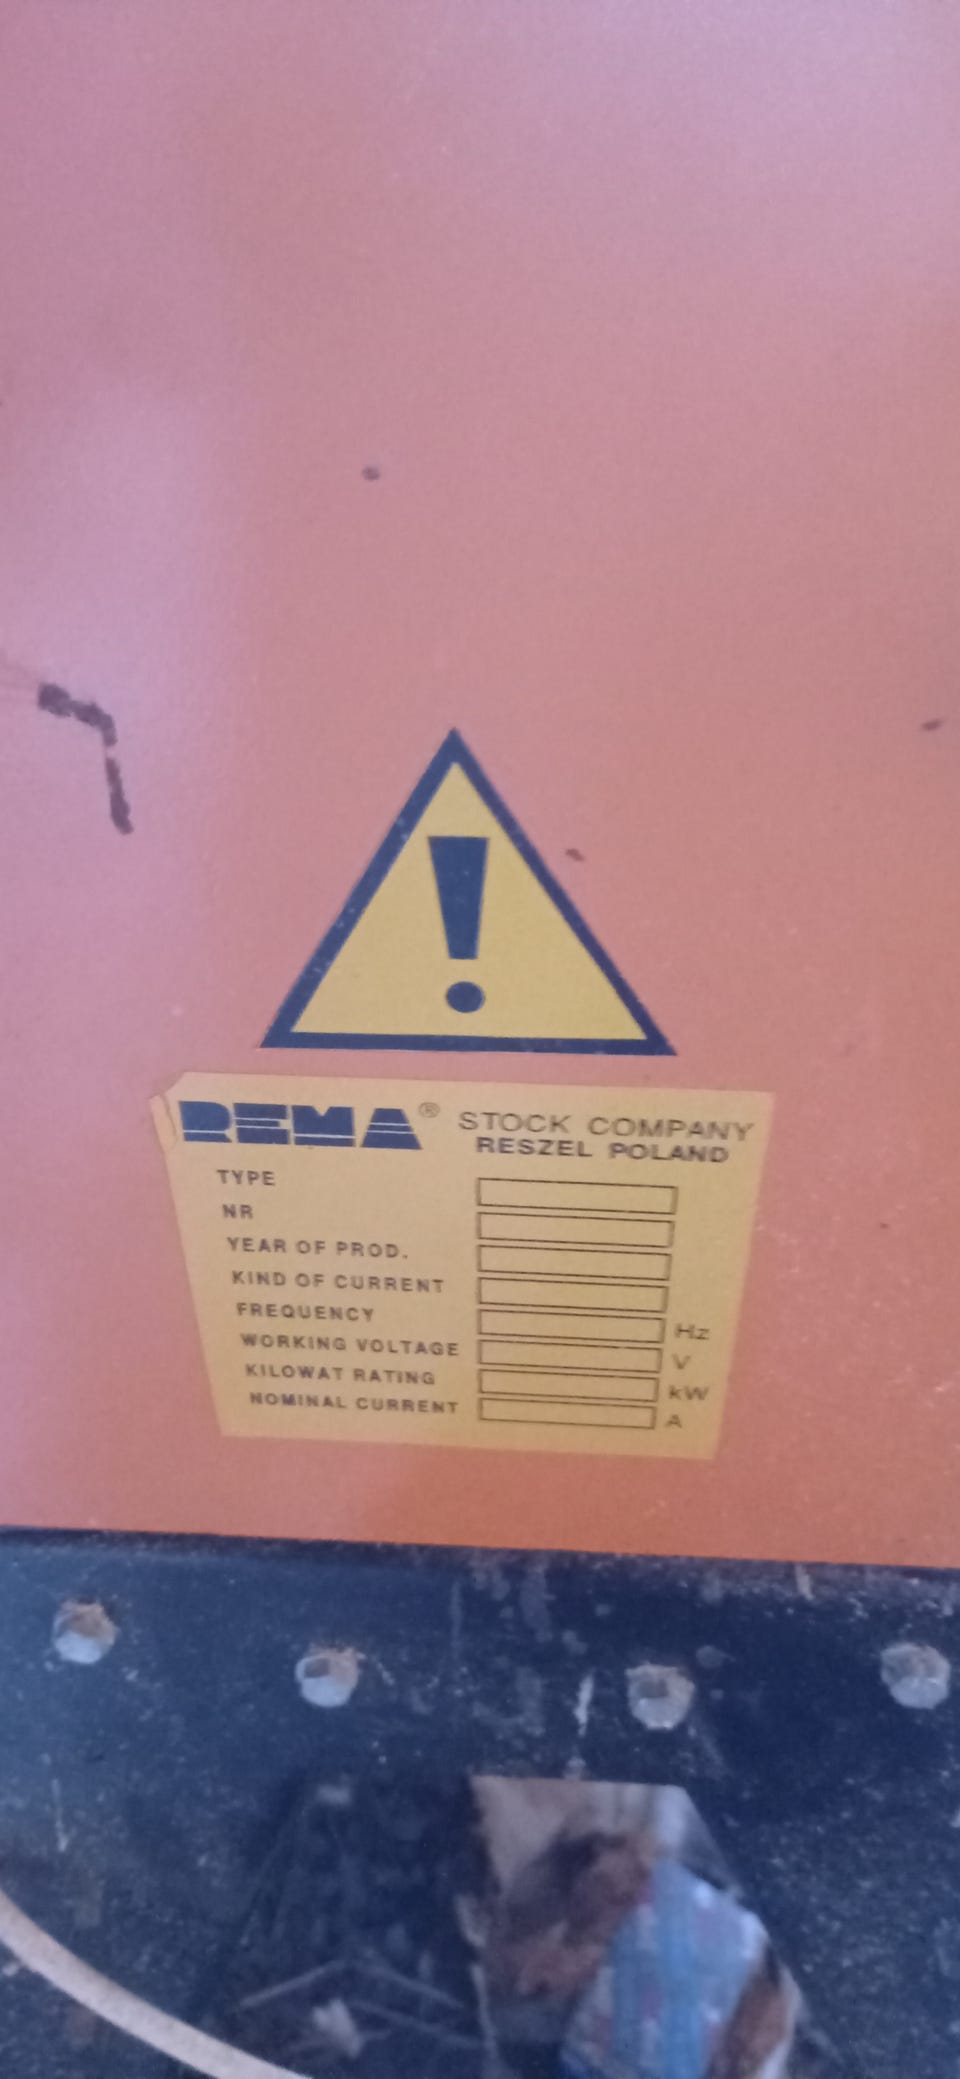 !
REMA® STOCK COMPANY
RESZEL POLAND
TYPE
NR
YEAR OF PROD.
KIND OF CURRENT
FREQUENCY Hz
WORKING VOLTAGE V
KILOWAT RATING kW
NOMINAL CURRENT A